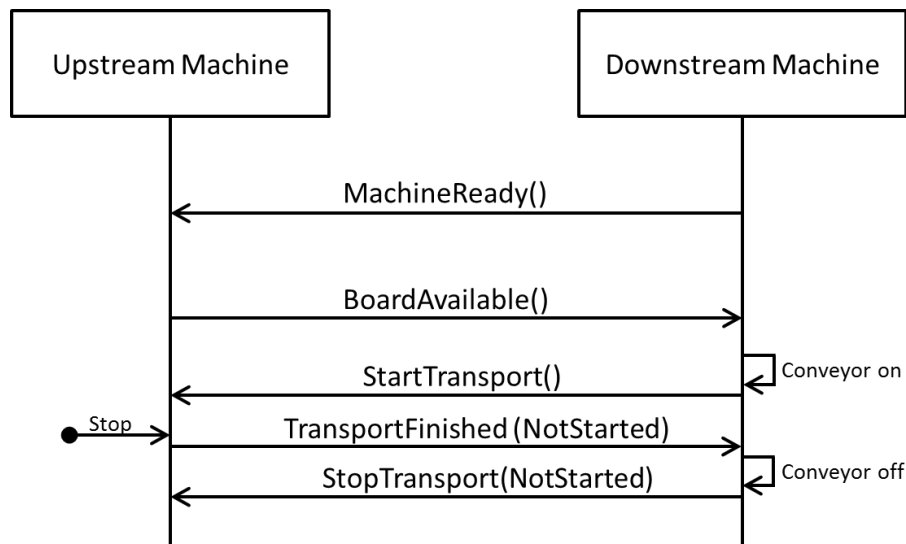 Upstream Machine
Downstream Machine
MachineReady()
BoardAvailable()
Conveyor on
StartTransport()
Stop
TransportFinished (NotStarted)
Conveyor off
StopTransport(NotStarted)